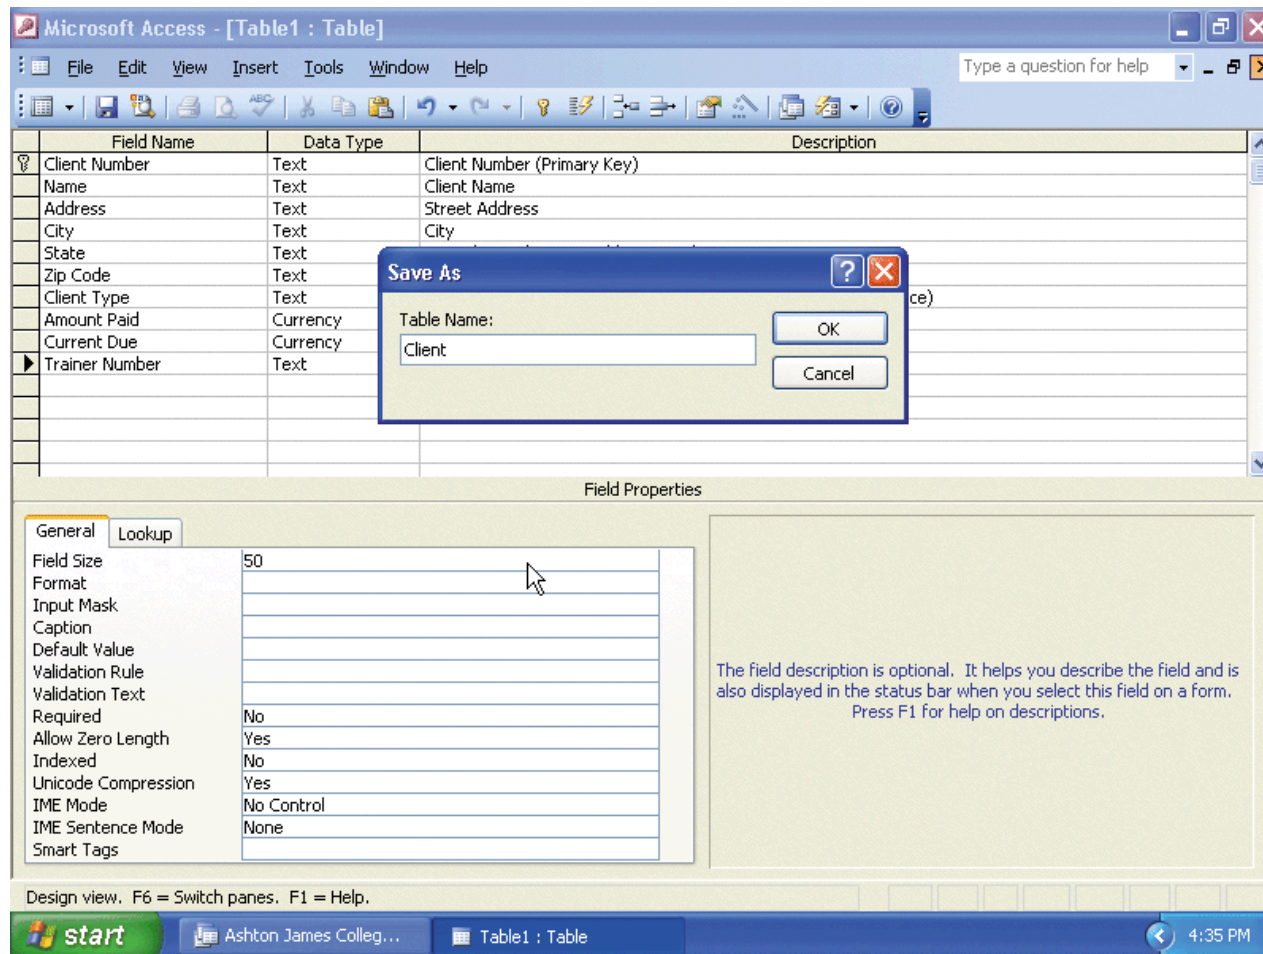 Microsoft Access - [Table1 : Table]
File Edit View Insert Tools Window Help Type a question for help
Field Name Data Type Description
Client Number Text Client Number (Primary Key)
Name Text Client Name
Address Text Street Address
City Text City
State Text
Zip Code Text
Client Type Text ce)
Amount Paid Currency
Current Due Currency
Trainer Number Text
Save As
Table Name:
Client
OK
Cancel
Field Properties
General Lookup
Field Size 50
Format
Input Mask
Caption
Default Value
Validation Rule
Validation Text
Required No
Allow Zero Length Yes
Indexed No
Unicode Compression Yes
IME Mode No Control
IME Sentence Mode None
Smart Tags
The field description is optional. It helps you describe the field and is
also displayed in the status bar when you select this field on a form.
Press F1 for help on descriptions.
Design view. F6 = Switch panes. F1 = Help.
start Ashton James Colleg... Table1 : Table 4:35 PM